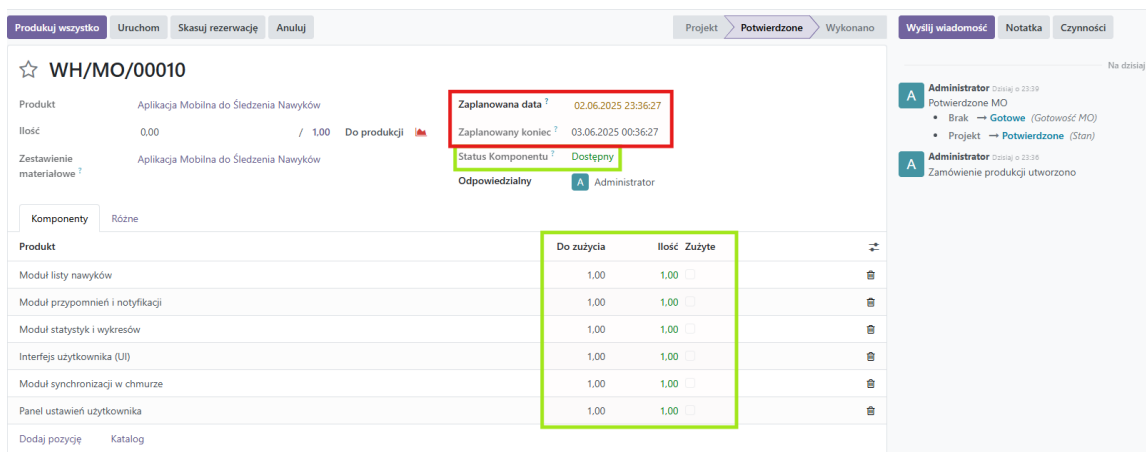 Produkuj wszystko Uruchom Skasuj rezerwację Anuluj Projekt Potwierdzone Wykonano Wyślij wiadomość Notatka Czynności
WH/MO/00010
Na dzisiaj
Produkt Aplikacja Mobilna do Śledzenia Nawyków
Zaplanowana data ? 02.06.2025 23:36:27
Ilość 0,00 / 1,00 Do produkcji
Zaplanowany koniec ? 03.06.2025 00:36:27
Zestawienie materiałowe ? Aplikacja Mobilna do Śledzenia Nawyków
Status Komponentu ? Dostępny
Odpowiedzialny A Administrator
A Administrator Dzisiaj o 23:39
Potwierdzone MO
• Brak → Gotowe (Gotowość MO)
• Projekt → Potwierdzone (Stan)
A Administrator Dzisiaj o 23:36
Zamówienie produkcji utworzono
Komponenty Różne
Produkt Do zużycia Ilość Zużyte
Moduł listy nawyków 1,00 1,00
Moduł przypomnień i notyfikacji 1,00 1,00
Moduł statystyk i wykresów 1,00 1,00
Interfejs użytkownika (UI) 1,00 1,00
Moduł synchronizacji w chmurze 1,00 1,00
Panel ustawień użytkownika 1,00 1,00
Dodaj pozycję Katalog